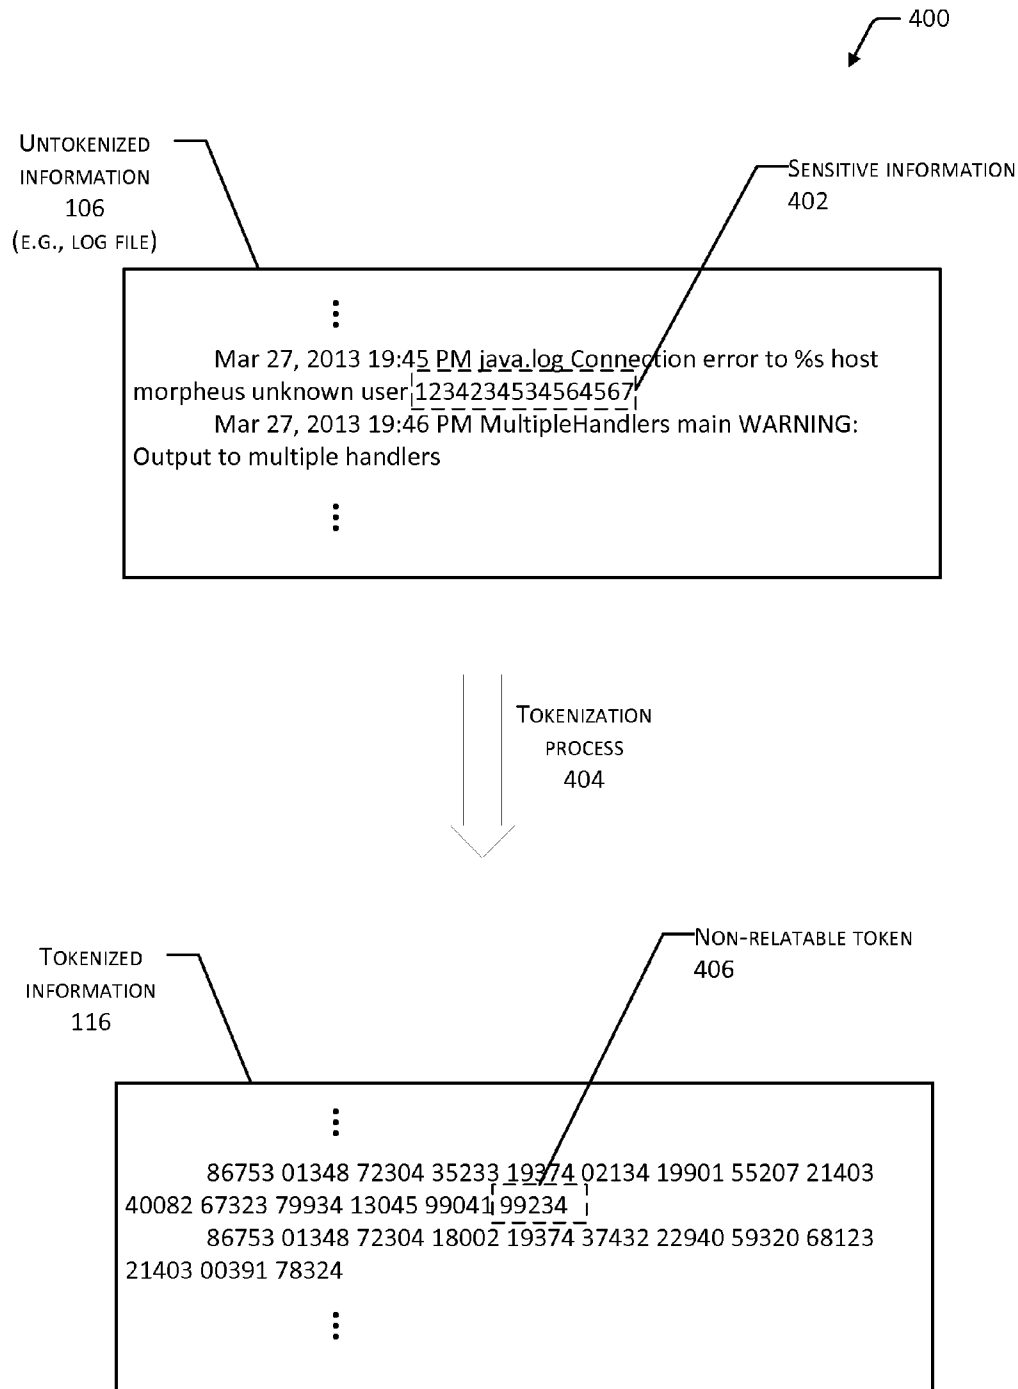 400
UNTOKENIZED
INFORMATION
106
(E.G., LOG FILE)
SENSITIVE INFORMATION
402
Mar 27, 2013 19:45 PM java.log Connection error to %s host
morpheus unknown user 1234234534564567
Mar 27, 2013 19:46 PM MultipleHandlers main WARNING:
Output to multiple handlers
TOKENIZATION
PROCESS
404
NON-RELATABLE TOKEN
406
TOKENIZED
INFORMATION
116
86753 01348 72304 35233 19374 02134 19901 55207 21403
40082 67323 79934 13045 99041 99234
86753 01348 72304 18002 19374 37432 22940 59320 68123
21403 00391 78324